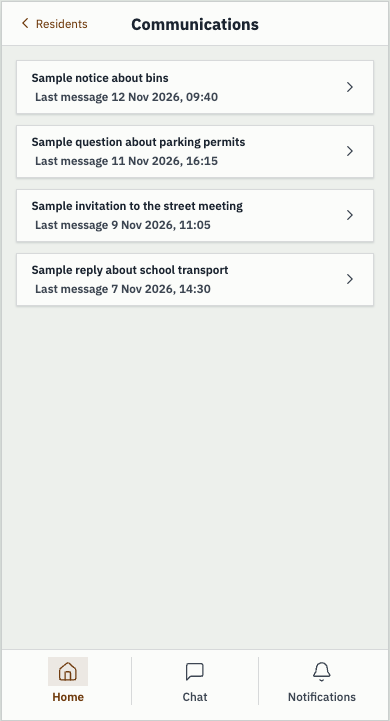 Residents
Communications
Sample notice about bins
Last message 12 Nov 2026, 09:40
Sample question about parking permits
Last message 11 Nov 2026, 16:15
Sample invitation to the street meeting
Last message 9 Nov 2026, 11:05
Sample reply about school transport
Last message 7 Nov 2026, 14:30
Home
Chat
Notifications